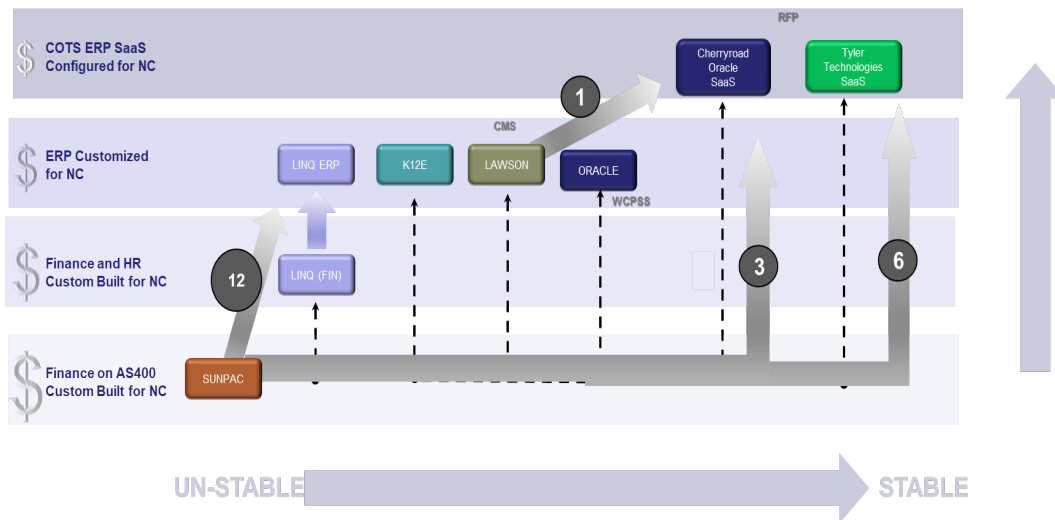 RFP
$
COTS ERP SaaS
Configured for NC
Cherryroad
Oracle
SaaS
Tyler
Technologies
SaaS
1
CMS
$
ERP Customized
for NC
LINQ ERP
K12E
LAWSON
ORACLE
WCPSS
$
Finance and HR
Custom Built for NC
12
LINQ (FIN)
3
6
$
Finance on AS400
Custom Built for NC
SUNPAC
UN-STABLE
STABLE